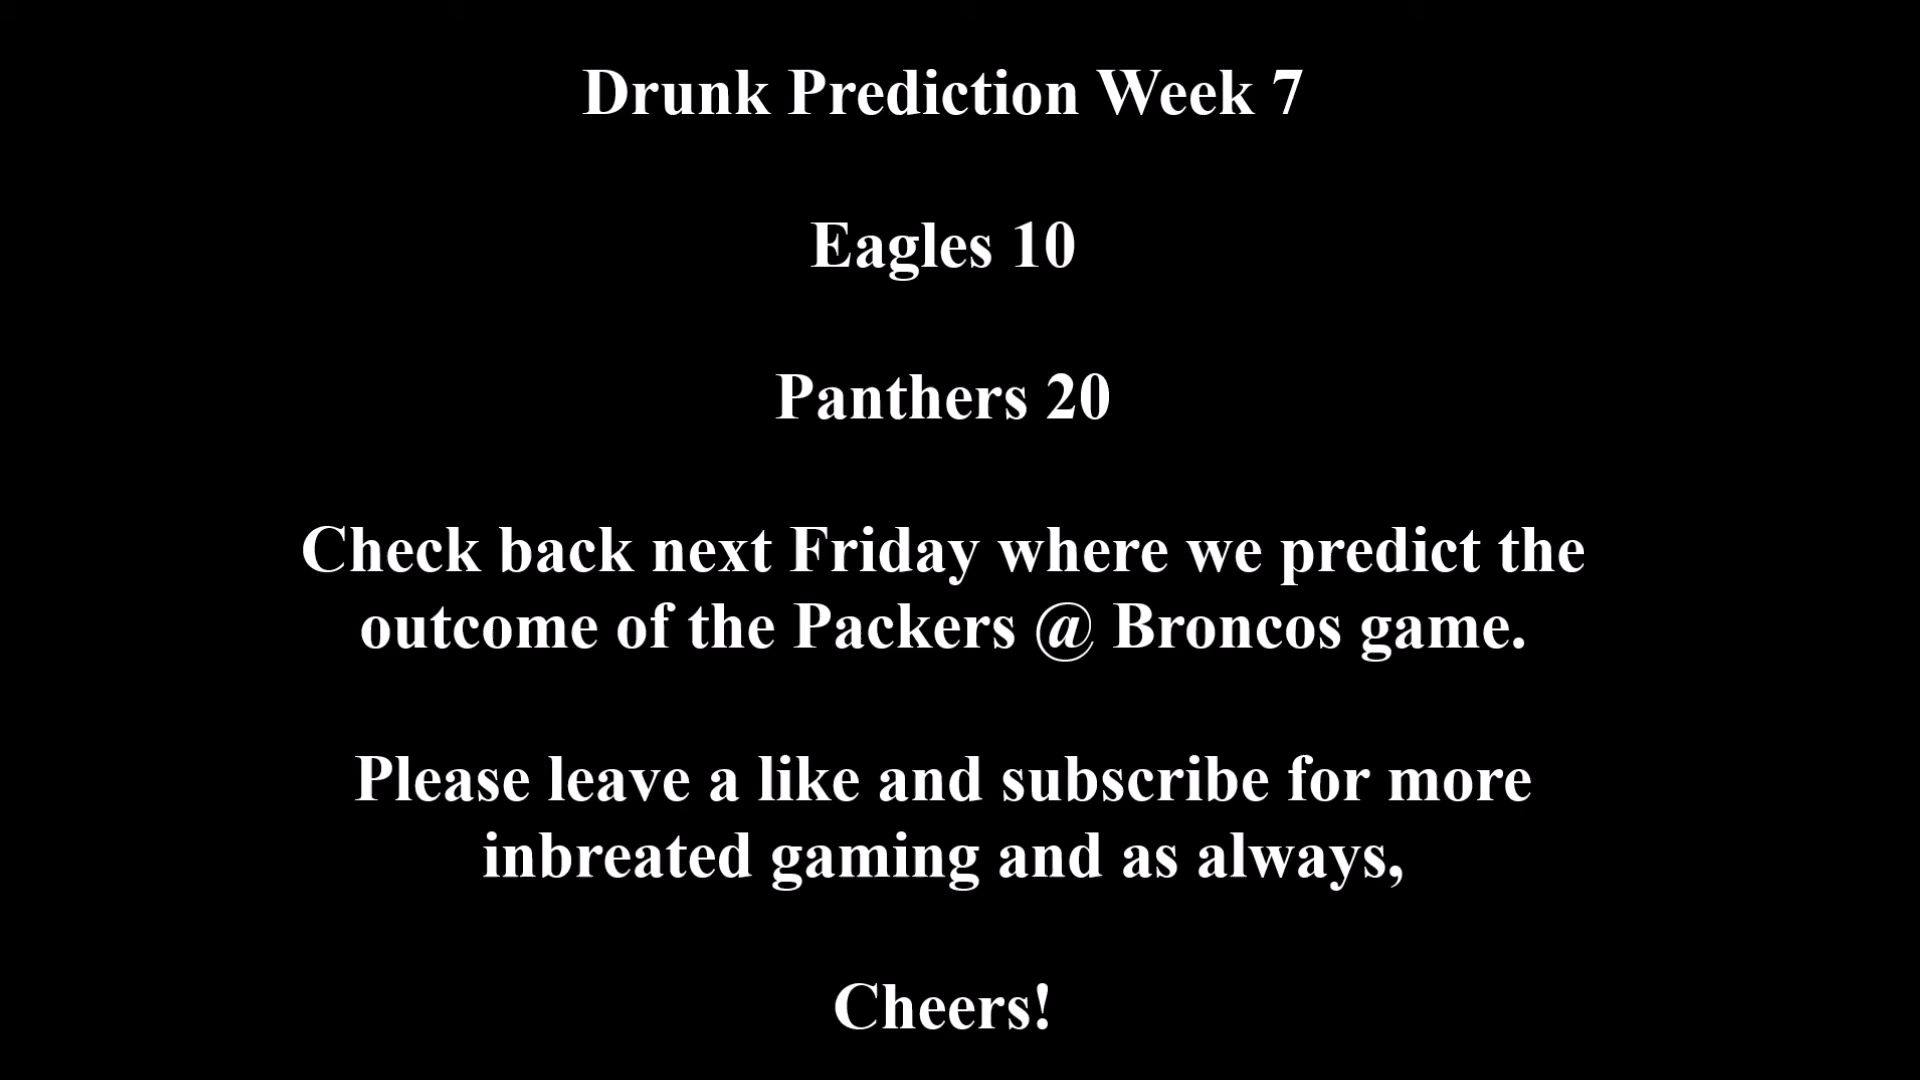 Drunk Prediction Week 7
Eagles 10
Panthers 20
Check back next Friday where we predict the
outcome of the Packers @ Broncos game.
Please leave a like and subscribe for more
inbreated gaming and as always,
Cheers!